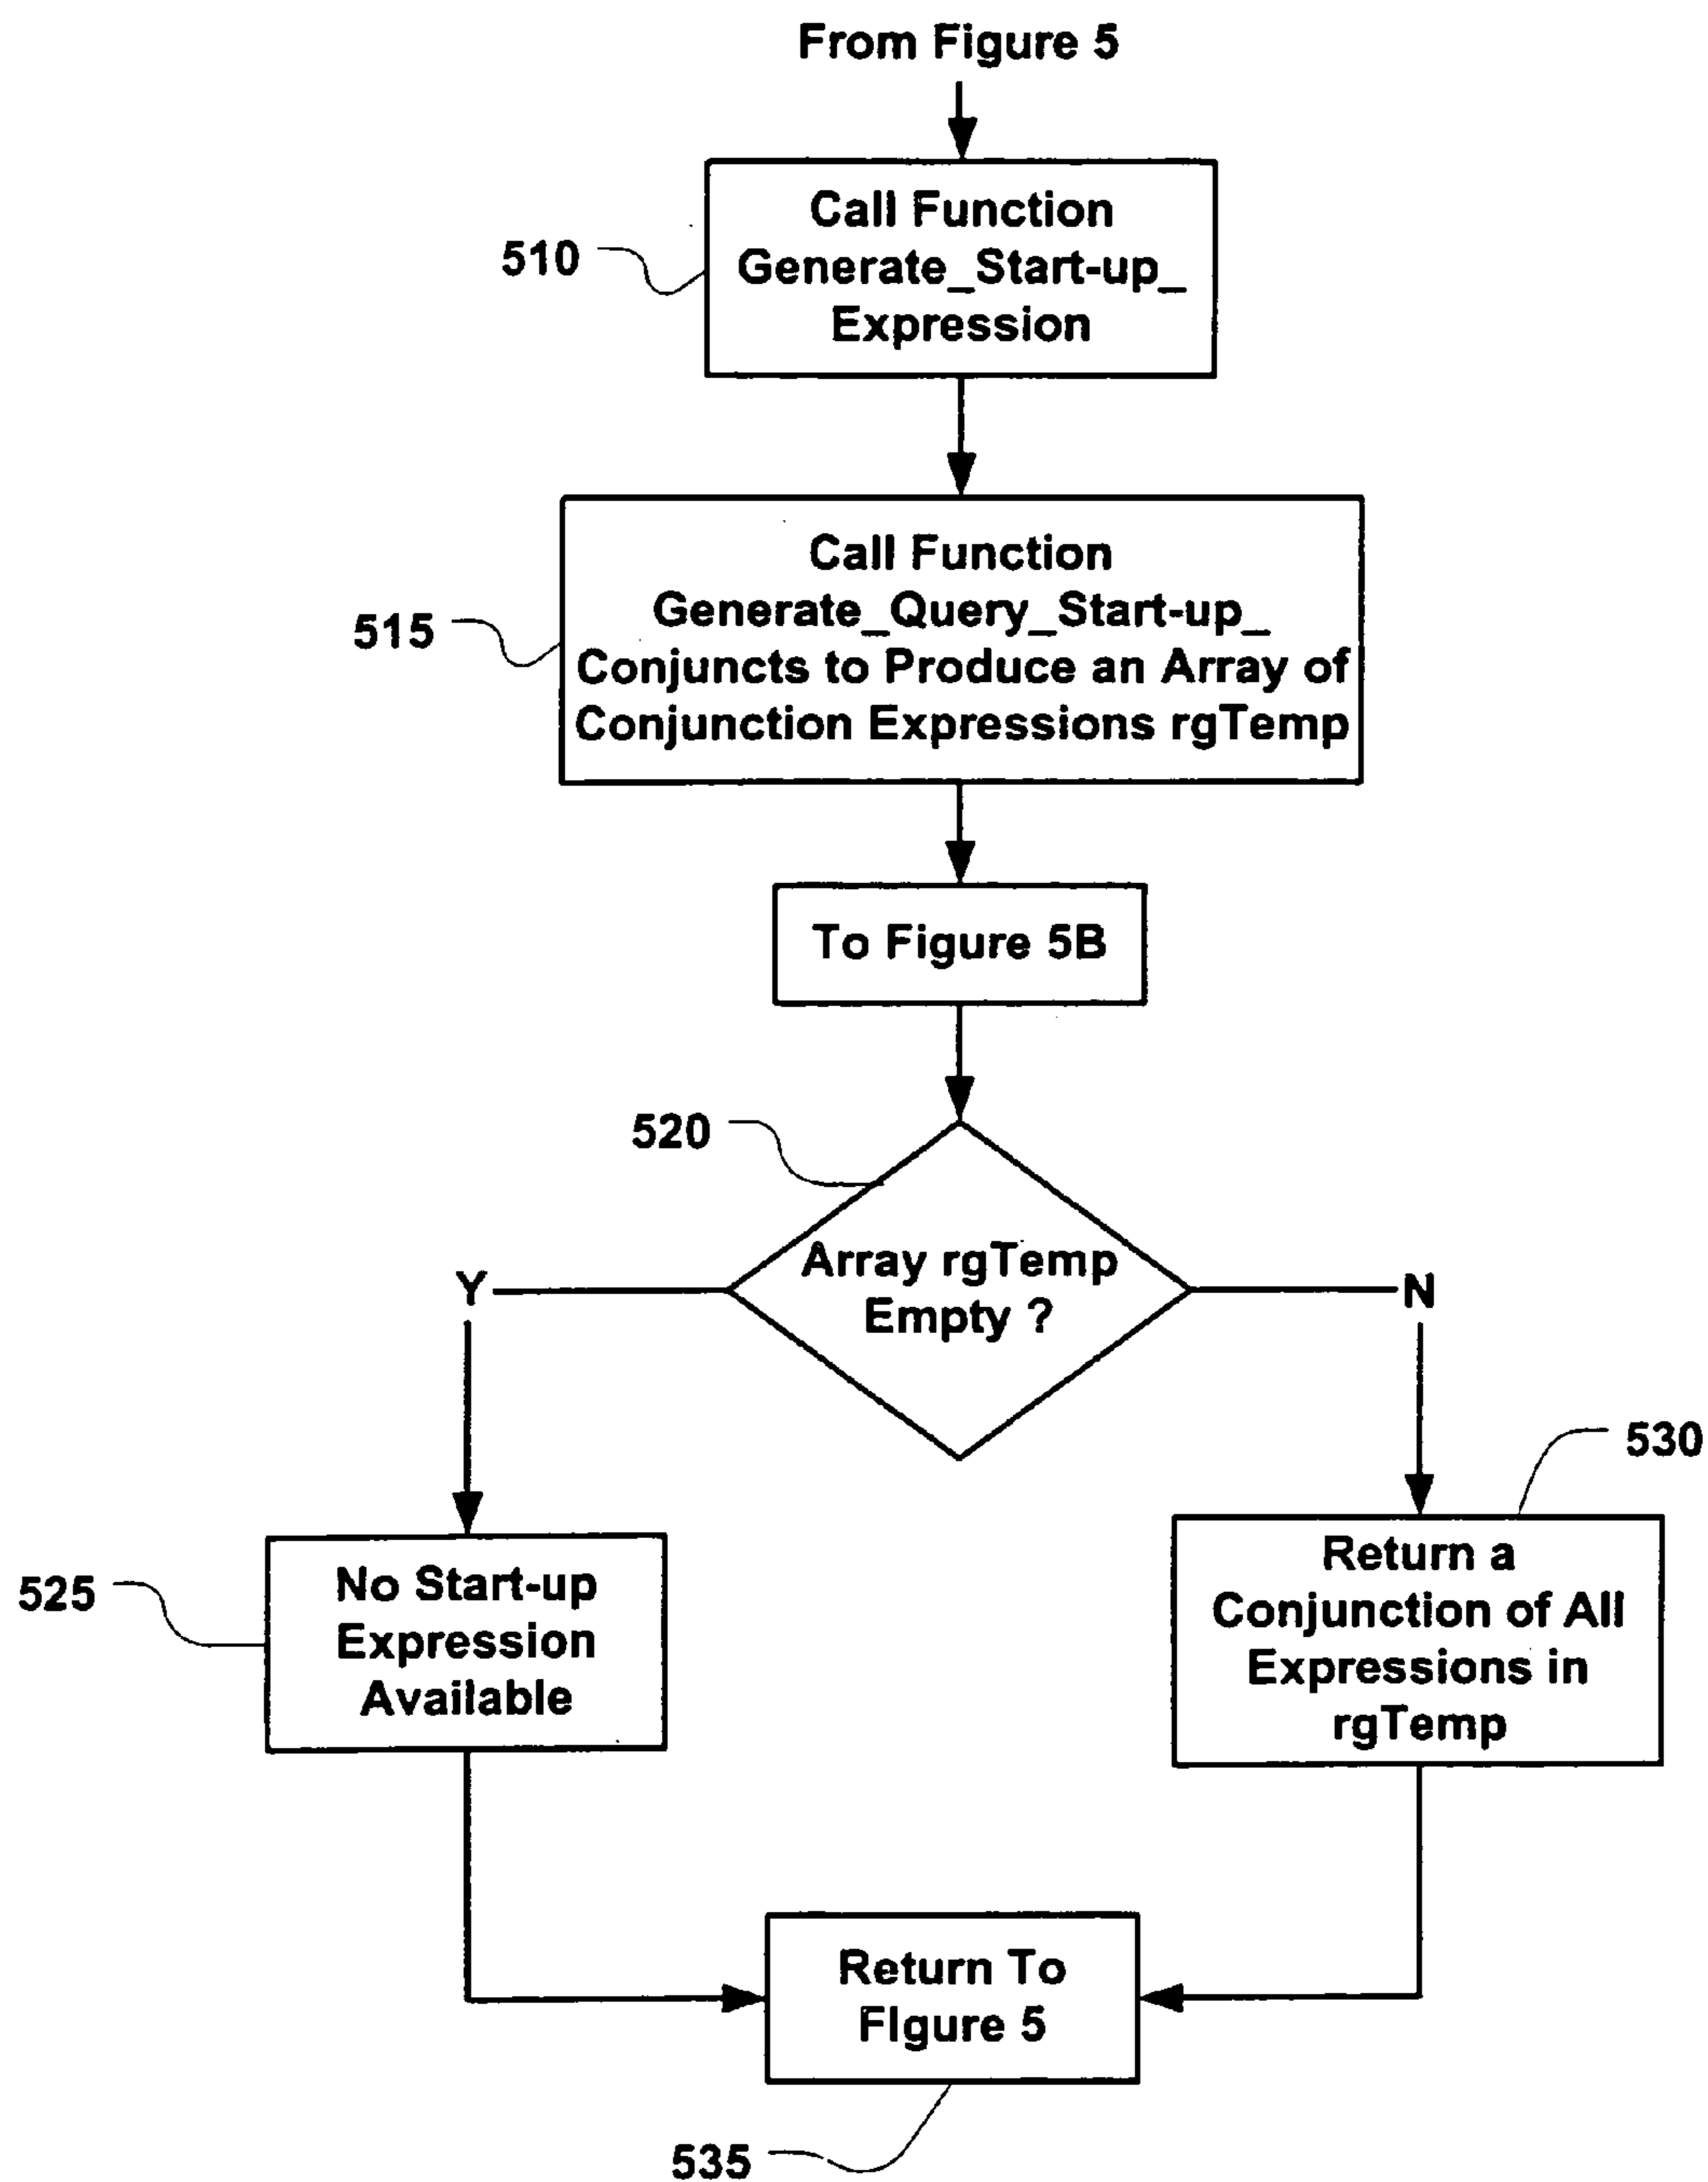 From Figure 5
Call Function
Generate_Start-up_
Expression
510
Call Function
Generate_Query_Start-up_
Conjuncts to Produce an Array of
Conjunction Expressions rgTemp
515
To Figure 5B
520
Array rgTemp
Empty ?
Y
N
530
525
No Start-up
Expression
Available
Return a
Conjunction of All
Expressions in
rgTemp
Return To
FIgure 5
535